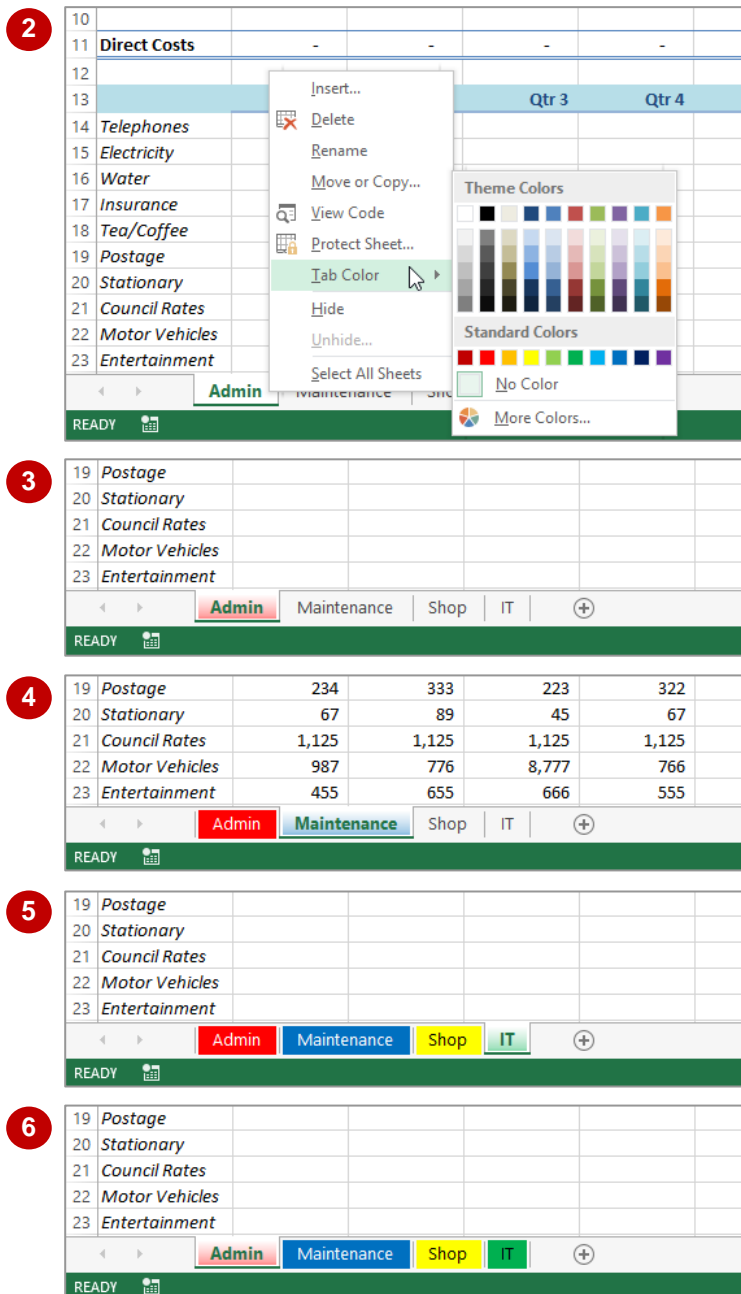 2
10
11 Direct Costs - - - -
12
13 Qtr 3 Qtr 4
14 Telephones
15 Electricity
16 Water
17 Insurance
18 Tea/Coffee
19 Postage
20 Stationary
21 Council Rates
22 Motor Vehicles
23 Entertainment
Insert...
Delete
Rename
Move or Copy...
View Code
Protect Sheet...
Tab Color
Hide
Unhide...
Select All Sheets
Theme Colors
Standard Colors
No Color
More Colors...
Admin Maintenance
READY
3
19 Postage
20 Stationary
21 Council Rates
22 Motor Vehicles
23 Entertainment
Admin Maintenance Shop IT
READY
4
19 Postage 234 333 223 322
20 Stationary 67 89 45 67
21 Council Rates 1,125 1,125 1,125 1,125
22 Motor Vehicles 987 776 8,777 766
23 Entertainment 455 655 666 555
Admin Maintenance Shop IT
READY
5
19 Postage
20 Stationary
21 Council Rates
22 Motor Vehicles
23 Entertainment
Admin Maintenance Shop IT
READY
6
19 Postage
20 Stationary
21 Council Rates
22 Motor Vehicles
23 Entertainment
Admin Maintenance Shop IT
READY